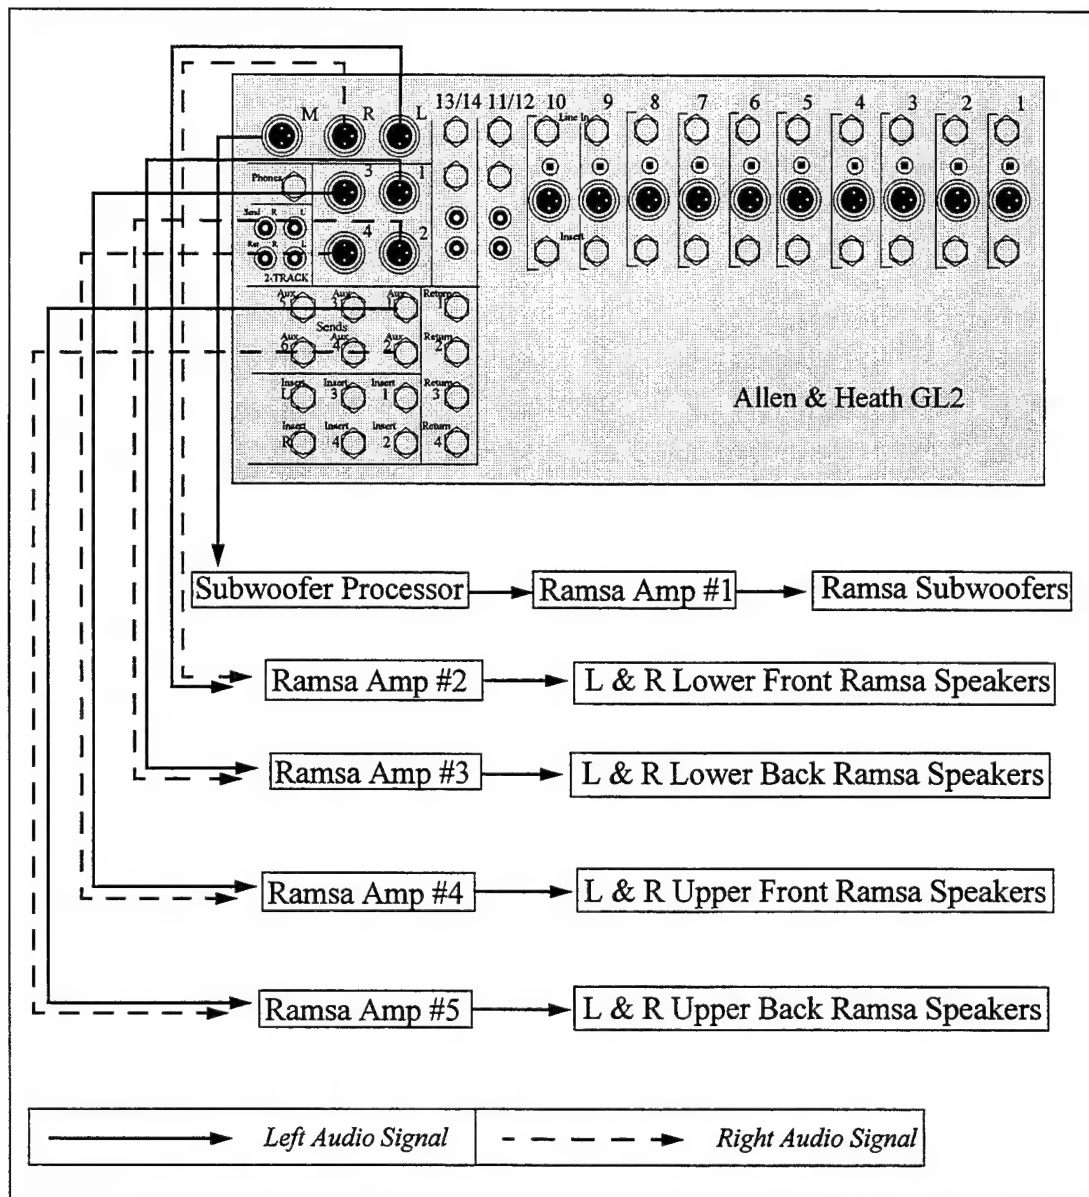 13/14 11/12 10 9 8 7 6 5 4 3 2 1
M R L
Line In
Phones 3 1
Send R L
4 2
Ret R L
Insert
2-TRACK
Aux 5 Aux 3 Aux 1 Return 1
Sends
Aux 6 Aux 4 Aux 2 Return 2
Insert L Insert 3 Insert 1 Return 3
Insert R Insert 4 Insert 2 Return 4
Allen & Heath GL2
Subwoofer Processor Ramsa Amp #1 Ramsa Subwoofers
Ramsa Amp #2 L & R Lower Front Ramsa Speakers
Ramsa Amp #3 L & R Lower Back Ramsa Speakers
Ramsa Amp #4 L & R Upper Front Ramsa Speakers
Ramsa Amp #5 L & R Upper Back Ramsa Speakers
Left Audio Signal Right Audio Signal